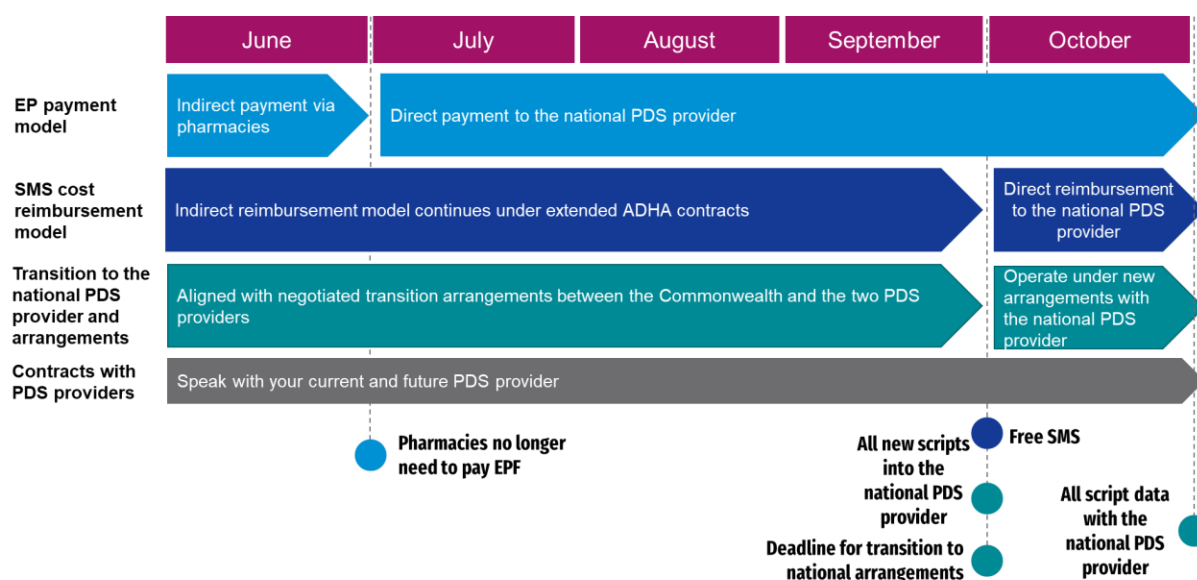 June
July
August
September
October
EP payment
model
Indirect payment via
pharmacies
Direct payment to the national PDS provider
SMS cost
reimbursement
model
Indirect reimbursement model continues under extended ADHA contracts
Direct reimbursement
to the national PDS
provider
Transition to the
national PDS
provider and
arrangements
Aligned with negotiated transition arrangements between the Commonwealth and the two PDS
providers
Operate under new
arrangements with
the national PDS
provider
Contracts with
PDS providers
Speak with your current and future PDS provider
Pharmacies no longer
need to pay EPF
Free SMS
All new scripts
into the
national PDS
provider
Deadline for transition to
national arrangements
All script data
with the
national PDS
provider